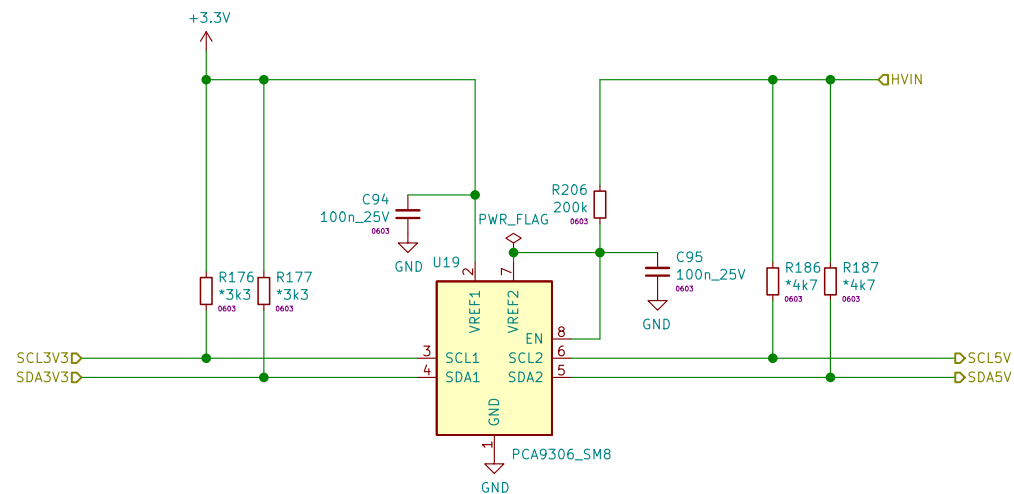 +3.3V
HVIN
C94
100n_25V
0603
GND
R206
200k
0603
PWR_FLAG
C95
100n_25V
0603
GND
R176
*3k3
0603
R177
*3k3
0603
U19
2
7
VREF1
VREF2
R186
*4k7
0603
R187
*4k7
0603
EN
8
SCL3V3
3
SCL1
SCL2
6
SCL5V
SDA3V3
4
SDA1
SDA2
5
SDA5V
GND
1
PCA9306_SM8
GND